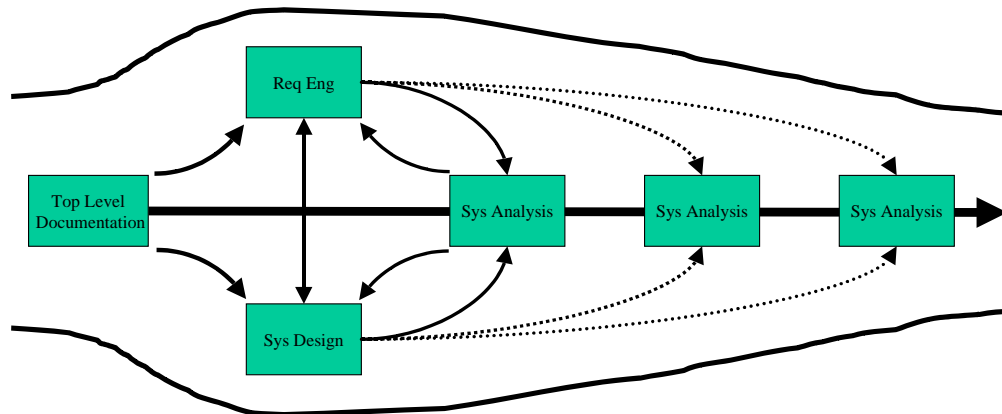 Req Eng
Top Level
Documentation
Sys Analysis
Sys Analysis
Sys Analysis
Sys Design